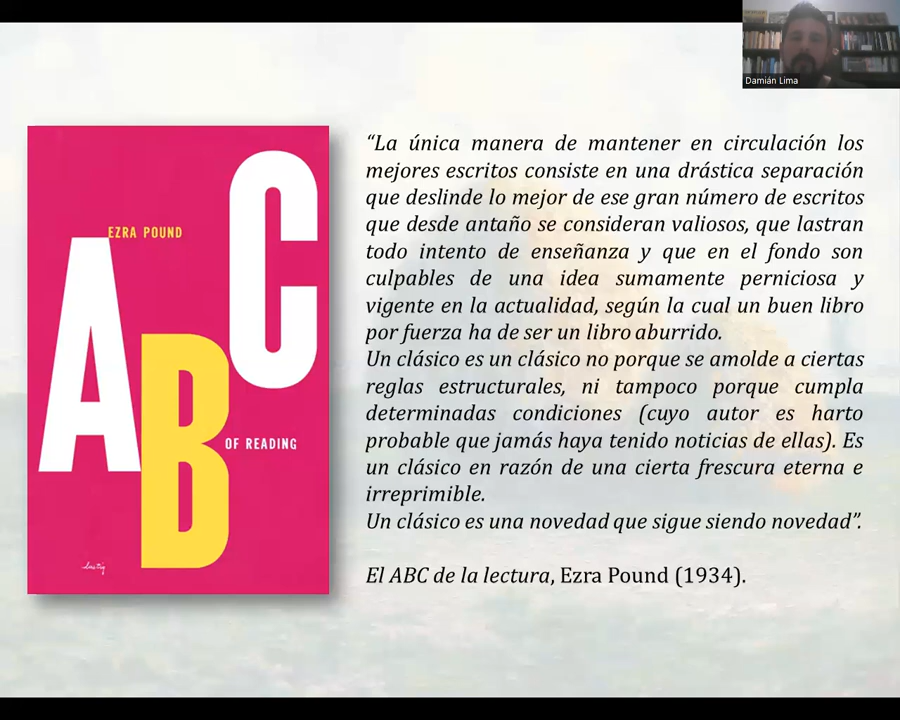 Damián Lima
EZRA POUND
ABC
OF READING
“La única manera de mantener en circulación los
mejores escritos consiste en una drástica separación
que deslinde lo mejor de ese gran número de escritos
que desde antaño se consideran valiosos, que lastran
todo intento de enseñanza y que en el fondo son
culpables de una idea sumamente perniciosa y
vigente en la actualidad, según la cual un buen libro
por fuerza ha de ser un libro aburrido.
Un clásico es un clásico no porque se amolde a ciertas
reglas estructurales, ni tampoco porque cumpla
determinadas condiciones (cuyo autor es harto
probable que jamás haya tenido noticias de ellas). Es
un clásico en razón de una cierta frescura eterna e
irreprimible.
Un clásico es una novedad que sigue siendo novedad”.
El ABC de la lectura, Ezra Pound (1934).